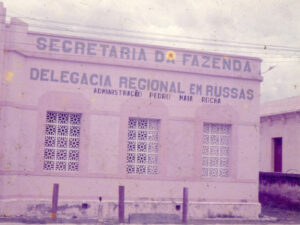 SECRETARIA DA FAZENDA
DELEGACIA REGIONAL EM RUSSAS
ADMINISTRAÇÃO PEDRO MAIA ROCHA